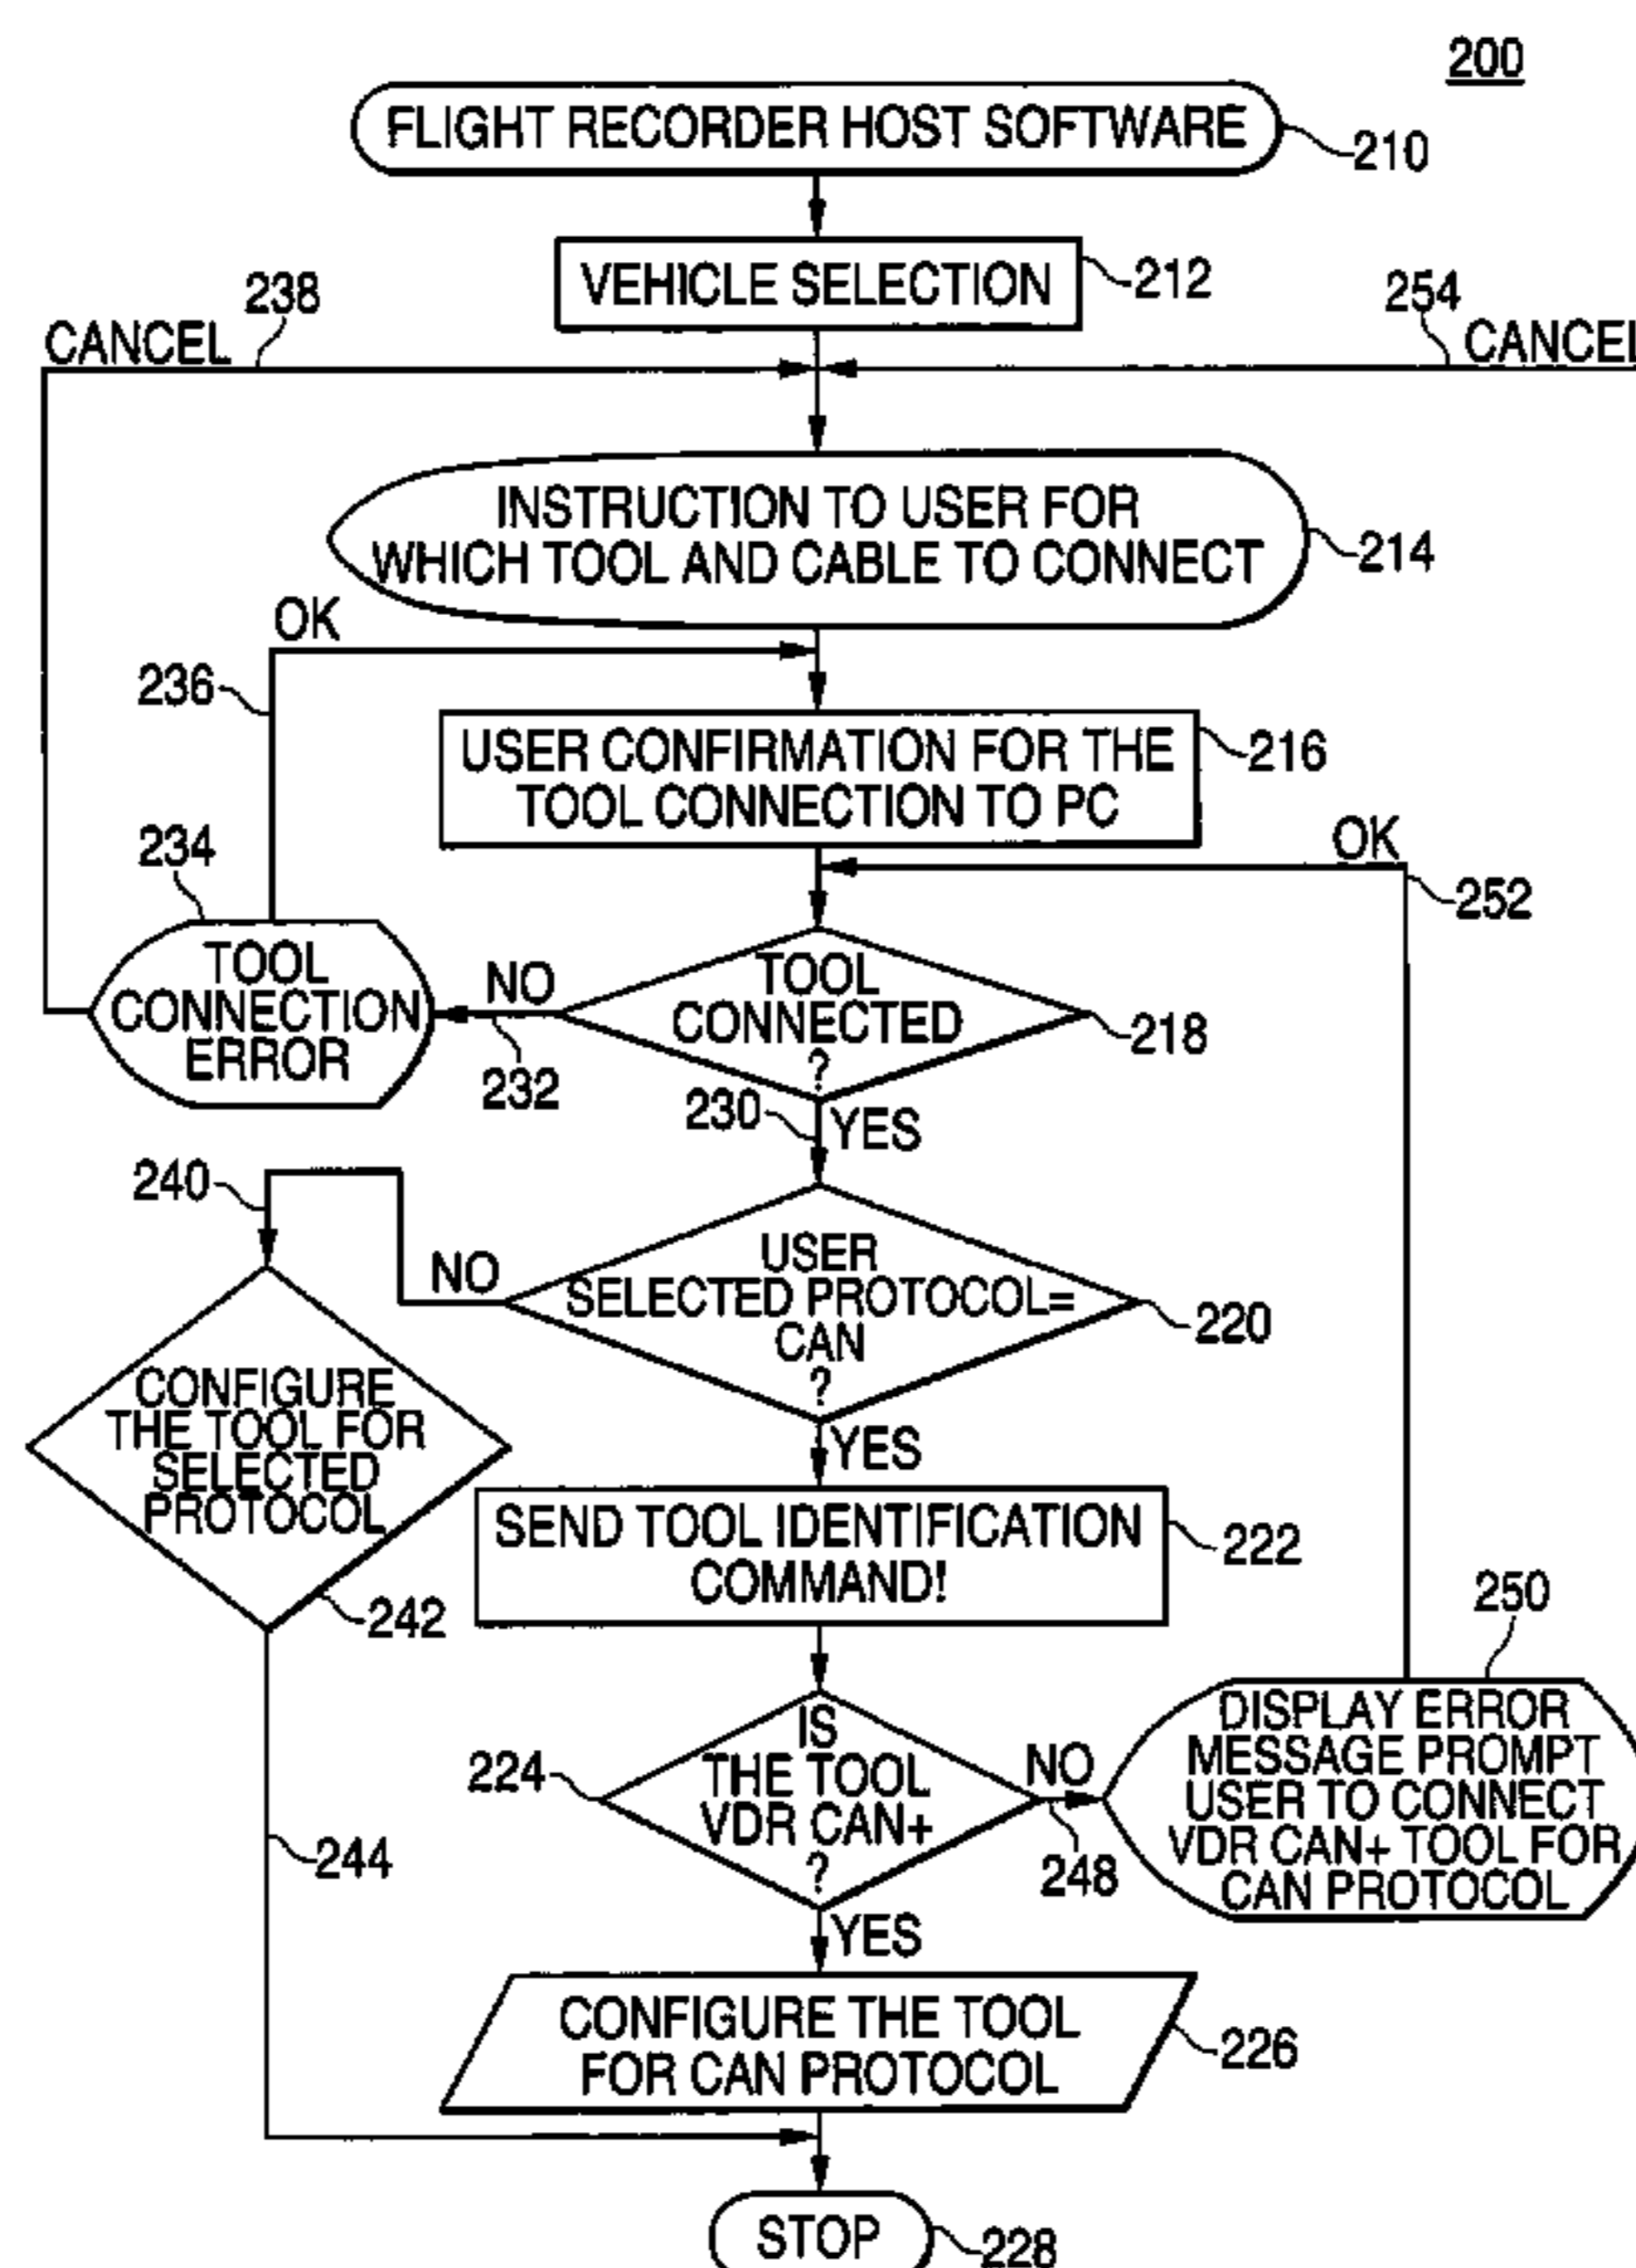 200
FLIGHT RECORDER HOST SOFTWARE
210
VEHICLE SELECTION
212
238
CANCEL
254
CANCEL
INSTRUCTION TO USER FOR
WHICH TOOL AND CABLE TO CONNECT
214
OK
236
USER CONFIRMATION FOR THE
TOOL CONNECTION TO PC
216
OK
252
234
TOOL
CONNECTION
ERROR
NO
232
TOOL
CONNECTED
?
218
230
YES
240
NO
USER
SELECTED PROTOCOL=
CAN
?
220
CONFIGURE
THE TOOL FOR
SELECTED
PROTOCOL
242
YES
SEND TOOL IDENTIFICATION
COMMAND!
222
250
224
IS
THE TOOL
VDR CAN+
?
NO
248
DISPLAY ERROR
MESSAGE PROMPT
USER TO CONNECT
VDR CAN+ TOOL FOR
CAN PROTOCOL
244
YES
CONFIGURE THE TOOL
FOR CAN PROTOCOL
226
STOP
228